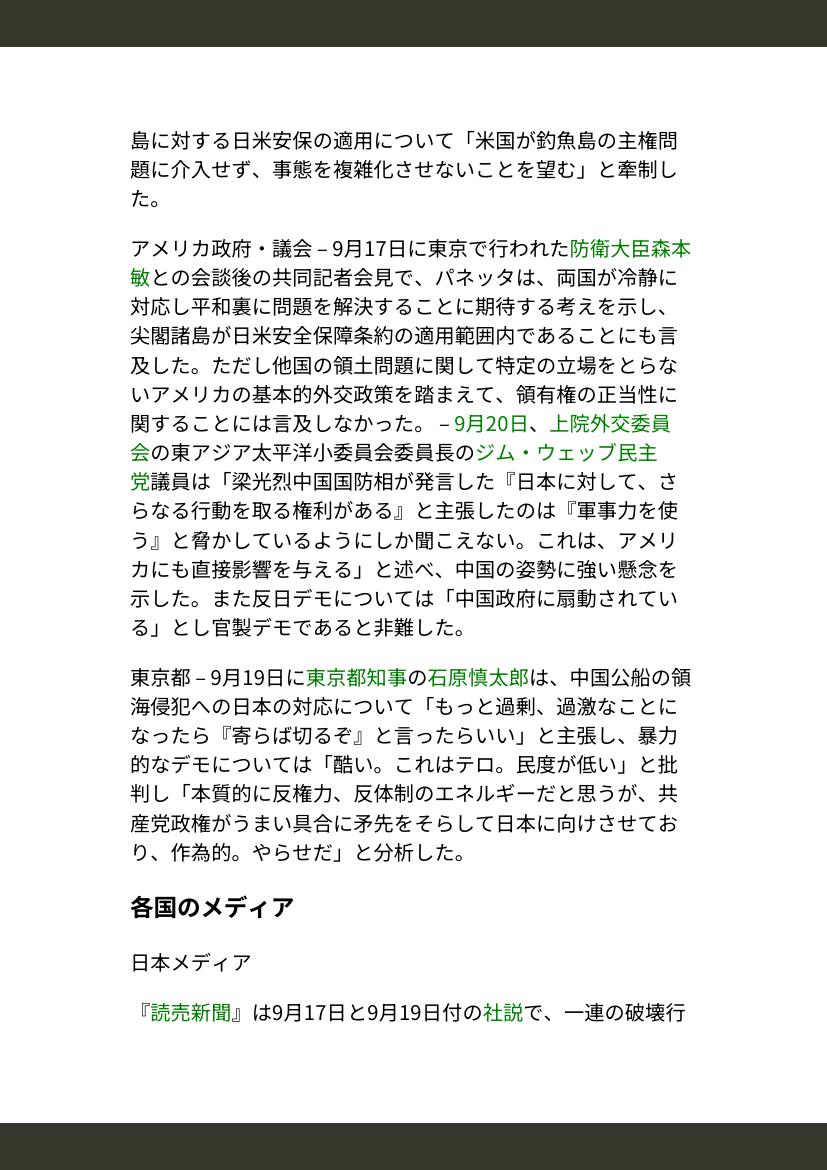 島に対する日米安保の適用について「米国が釣魚島の主権問
題に介入せず、事態を複雑化させないことを望む」と牽制し
た。
アメリカ政府・議会 – 9月17日に東京で行われた防衛大臣森本
敏との会談後の共同記者会見で、パネッタは、両国が冷静に
対応し平和裏に問題を解決することに期待する考えを示し、
尖閣諸島が日米安全保障条約の適用範囲内であることにも言
及した。ただし他国の領土問題に関して特定の立場をとらな
いアメリカの基本的外交政策を踏まえて、領有権の正当性に
関することには言及しなかった。 – 9月20日、上院外交委員
会の東アジア太平洋小委員会委員長のジム・ウェッブ民主
党議員は「梁光烈中国国防相が発言した『日本に対して、さ
らなる行動を取る権利がある』と主張したのは『軍事力を使
う』と脅かしているようにしか聞こえない。これは、アメリ
カにも直接影響を与える」と述べ、中国の姿勢に強い懸念を
示した。また反日デモについては「中国政府に扇動されてい
る」とし官製デモであると非難した。
東京都 – 9月19日に東京都知事の石原慎太郎は、中国公船の領
海侵犯への日本の対応について「もっと過剰、過激なことに
なったら『寄らば切るぞ』と言ったらいい」と主張し、暴力
的なデモについては「酷い。これはテロ。民度が低い」と批
判し「本質的に反権力、反体制のエネルギーだと思うが、共
産党政権がうまい具合に矛先をそらして日本に向けさせてお
り、作為的。やらせだ」と分析した。
各国のメディア
日本メディア
『読売新聞』は9月17日と9月19日付の社説で、一連の破壊行